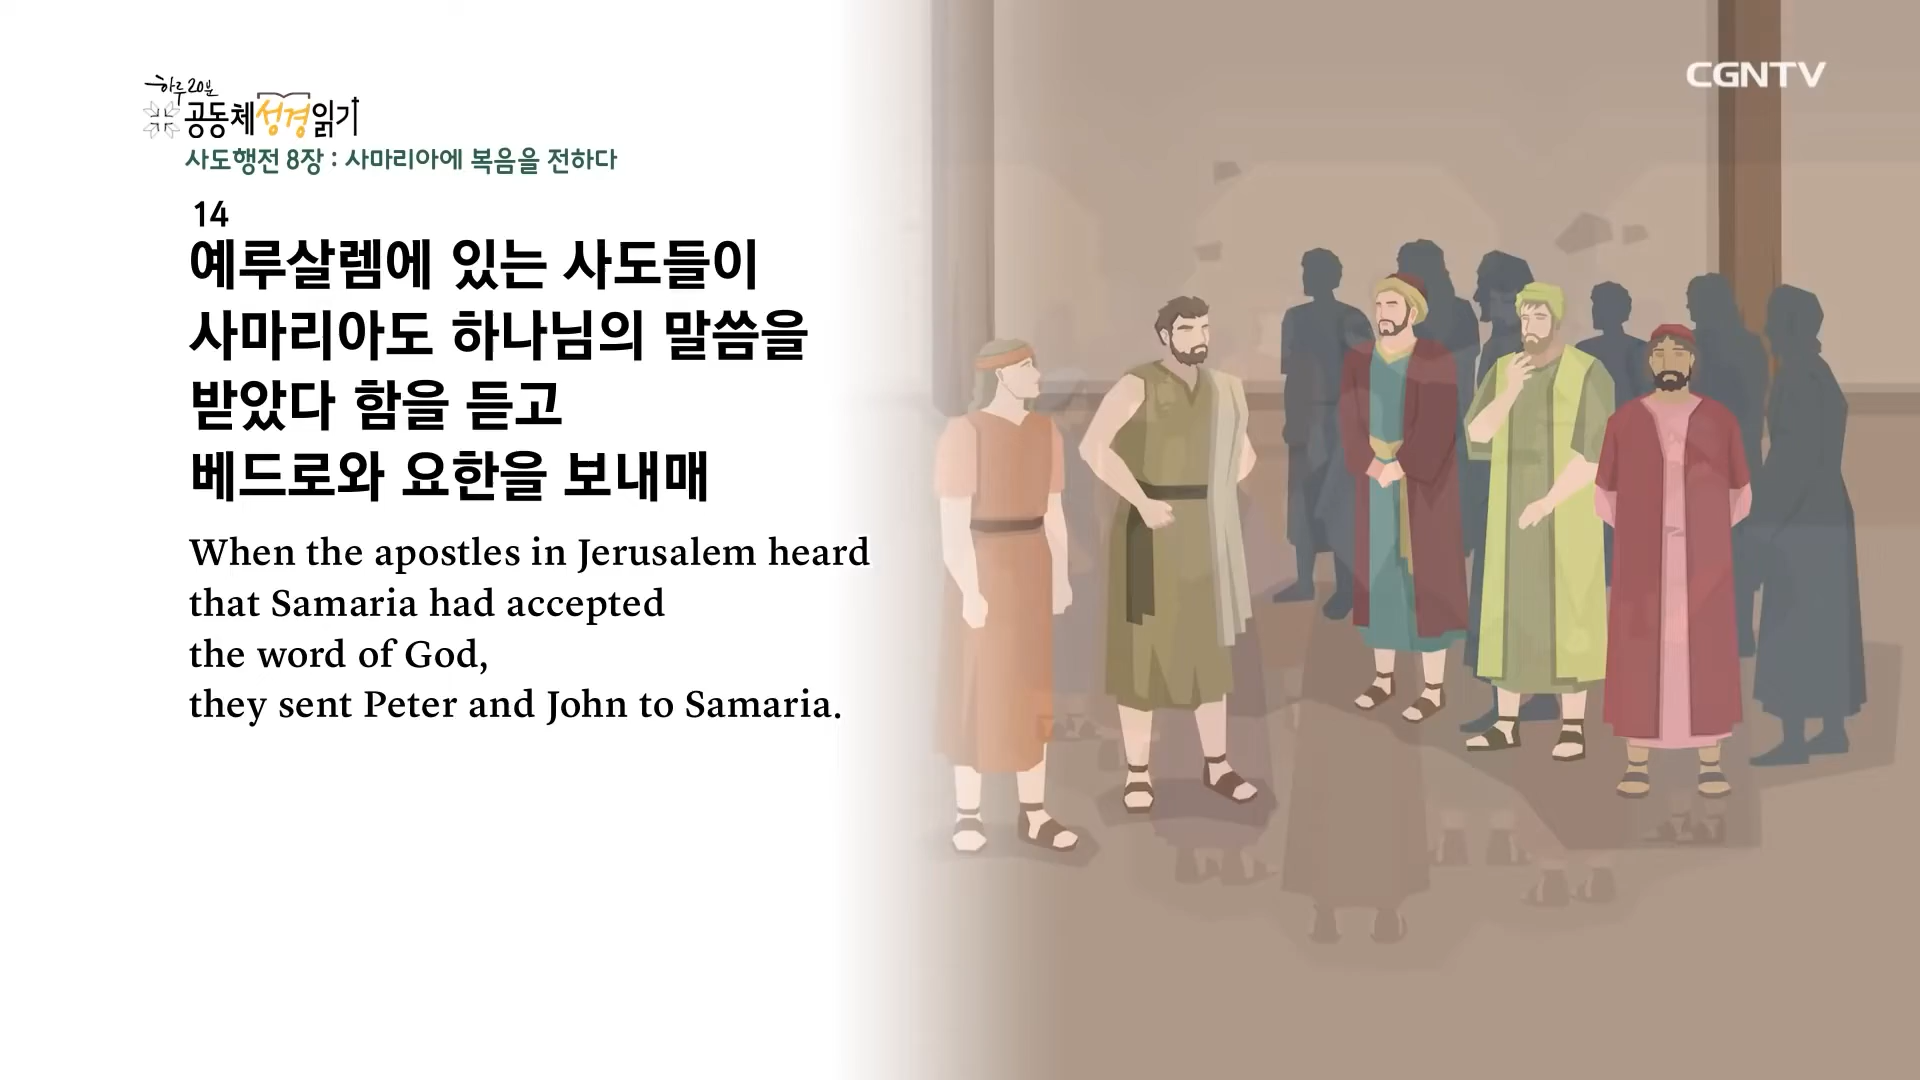 하루 20분
공동체성경읽기
CGNTV
사도행전 8장 : 사마리아에 복음을 전하다
14
예루살렘에 있는 사도들이
사마리아도 하나님의 말씀을
받았다 함을 듣고
베드로와 요한을 보내매
When the apostles in Jerusalem heard
that Samaria had accepted
the word of God,
they sent Peter and John to Samaria.